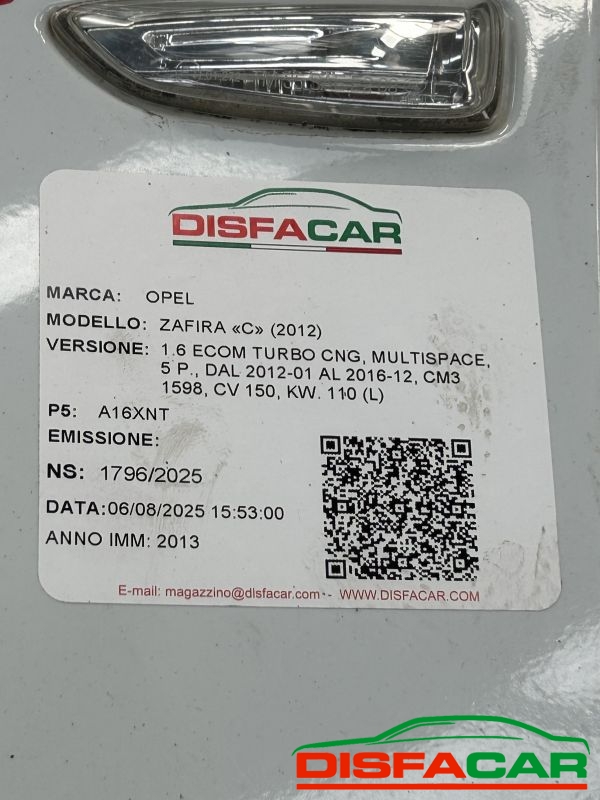 DISFACAR
MARCA: OPEL
MODELLO: ZAFIRA «C» (2012)
VERSIONE: 1.6 ECOM TURBO CNG, MULTISPACE,
5 P., DAL 2012-01 AL 2016-12, CM3
1598, CV 150, KW. 110 (L)
P5: A16XNT
EMISSIONE:
NS: 1796/2025
DATA:06/08/2025 15:53:00
ANNO IMM: 2013
E-mail: magazzino@disfacar.com - WWW.DISFACAR.COM
DISFACAR